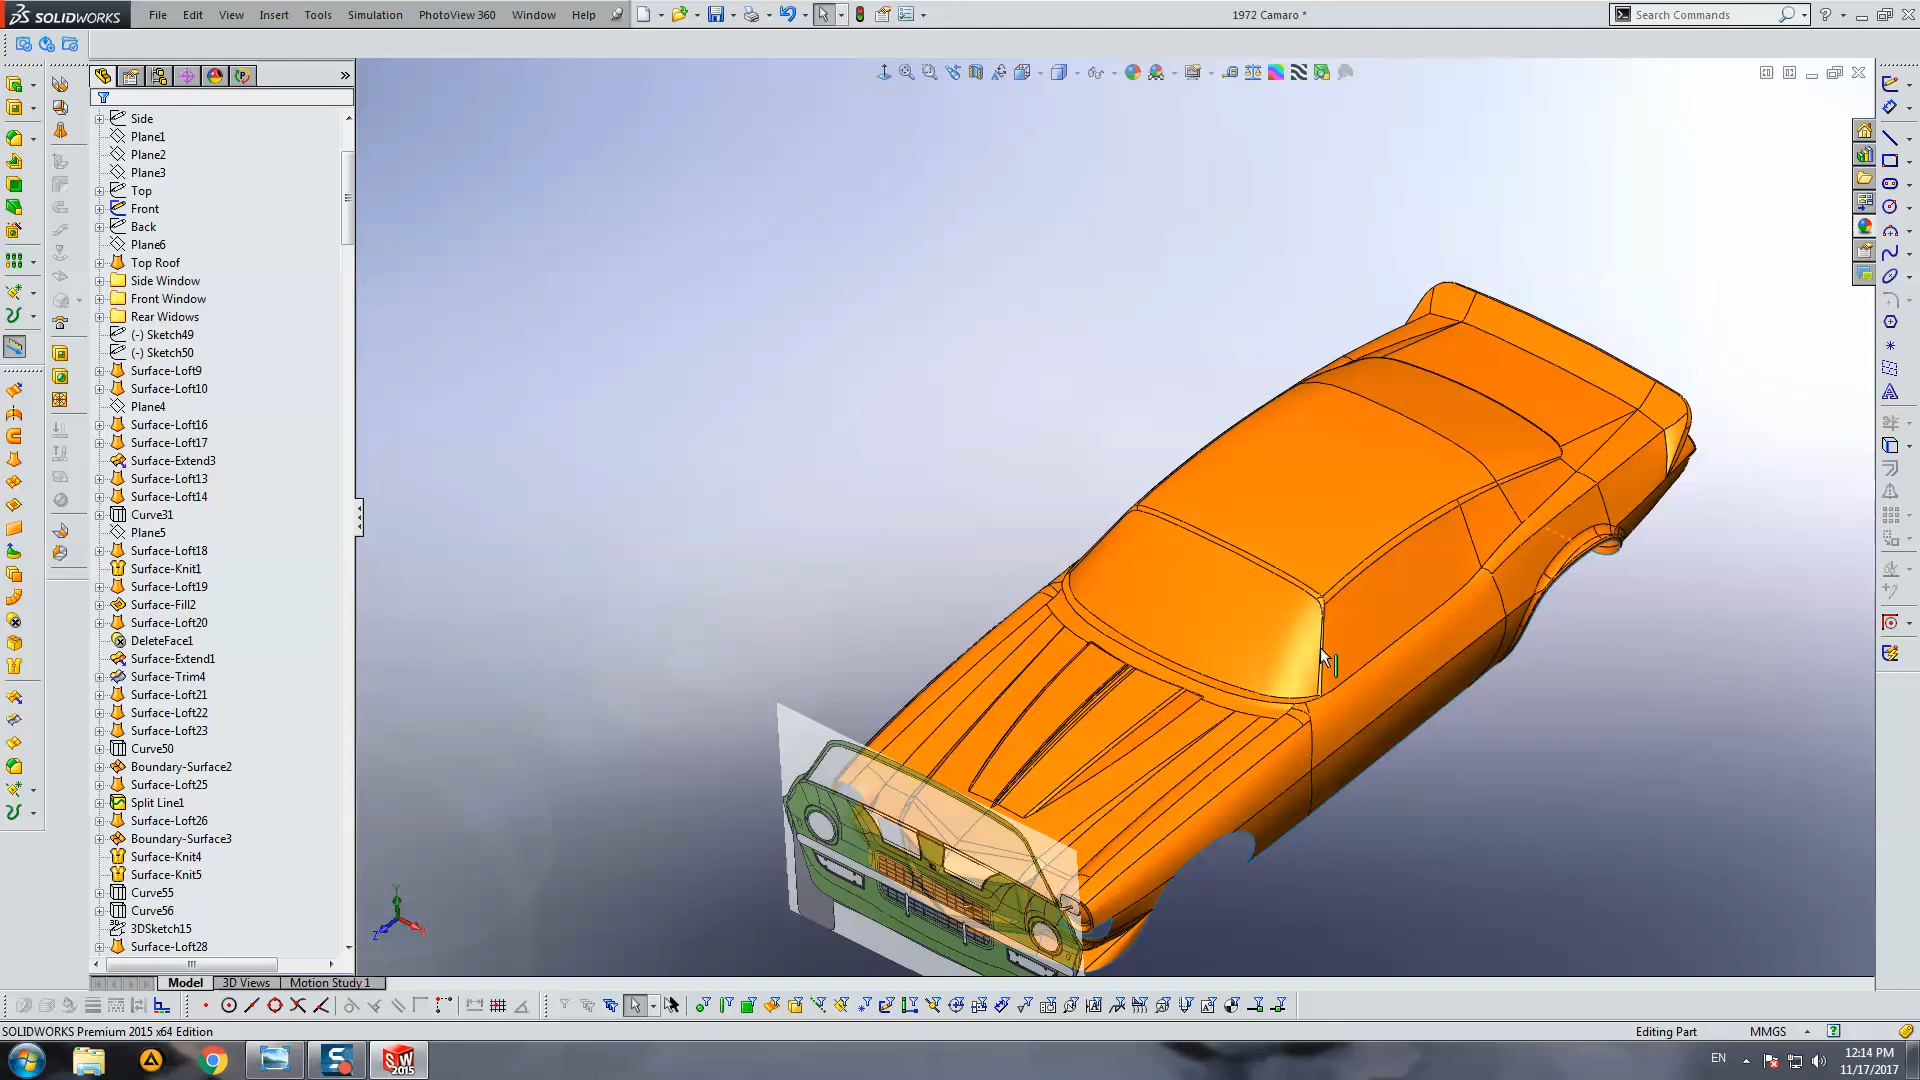 SOLIDWORKS
File
Edit
View
Insert
Tools
Simulation
PhotoView 360
Window
Help
1972 Camaro *
Search Commands
Side
Plane1
Plane2
Plane3
Top
Front
Back
Plane6
Top Roof
Side Window
Front Window
Rear Widows
(-) Sketch49
(-) Sketch50
Surface-Loft9
Surface-Loft10
Plane4
Surface-Loft16
Surface-Loft17
Surface-Extend3
Surface-Loft13
Surface-Loft14
Curve31
Plane5
Surface-Loft18
Surface-Knit1
Surface-Loft19
Surface-Fill2
Surface-Loft20
DeleteFace1
Surface-Extend1
Surface-Trim4
Surface-Loft21
Surface-Loft22
Surface-Loft23
Curve50
Boundary-Surface2
Surface-Loft25
Split Line1
Surface-Loft26
Boundary-Surface3
Surface-Knit4
Surface-Knit5
Curve55
Curve56
3DSketch15
Surface-Loft28
Model
3D Views
Motion Study 1
SOLIDWORKS Premium 2015 x64 Edition
Editing Part
MMGS
EN
12:14 PM
11/17/2017